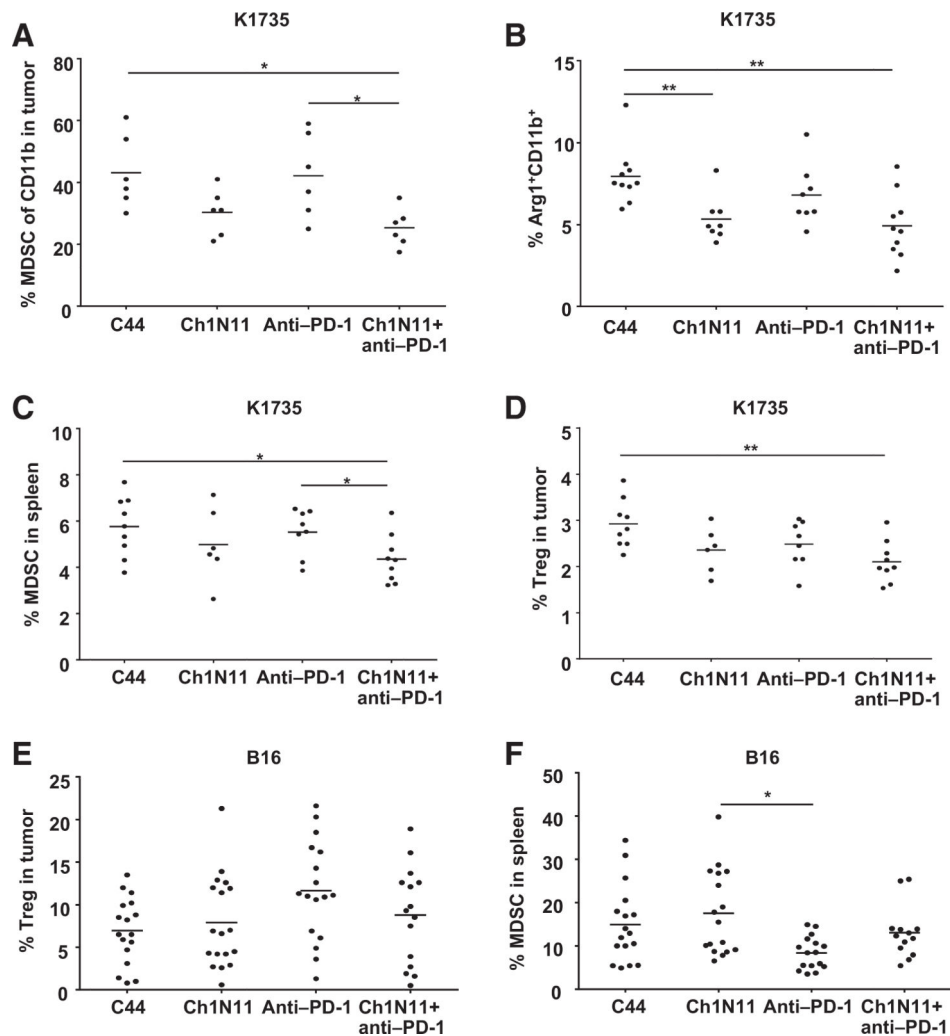 A
K1735
% MDSC of CD11b in tumor
80
60
40
20
0
*
*
C44 Ch1N11 Anti–PD-1 Ch1N11+
anti–PD-1
B
K1735
% Arg1+CD11b+
15
10
5
0
**
**
C44 Ch1N11 Anti–PD-1 Ch1N11+
anti–PD-1
C
K1735
% MDSC in spleen
10
8
6
4
2
0
*
*
C44 Ch1N11 Anti–PD-1 Ch1N11+
anti–PD-1
D
K1735
% Treg in tumor
5
4
3
2
1
0
**
C44 Ch1N11 Anti–PD-1 Ch1N11+
anti–PD-1
E
B16
% Treg in tumor
25
20
15
10
5
0
C44 Ch1N11 Anti–PD-1 Ch1N11+
anti–PD-1
F
B16
% MDSC in spleen
50
40
30
20
10
0
*
C44 Ch1N11 Anti–PD-1 Ch1N11+
anti–PD-1